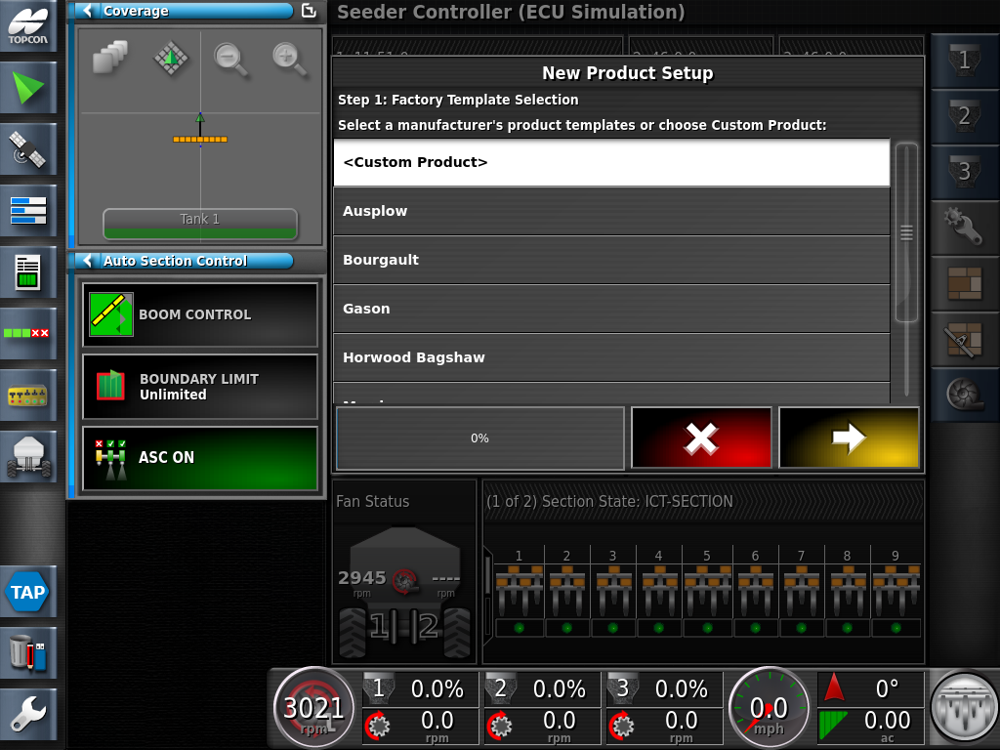 TOPCON
Coverage
Tank 1
Auto Section Control
BOOM CONTROL
BOUNDARY LIMIT
Unlimited
ASC ON
TAP
Seeder Controller (ECU Simulation)
New Product Setup
Step 1: Factory Template Selection
Select a manufacturer's product templates or choose Custom Product:
<Custom Product>
Ausplow
Bourgault
Gason
Horwood Bagshaw
0%
1
2
3
Fan Status
2945
rpm
----
rpm
1 2
(1 of 2) Section State: ICT-SECTION
1 2 3 4 5 6 7 8 9
3021
rpm
1
1 0.0%
0.0
rpm
2 0.0%
0.0
rpm
3 0.0%
0.0
rpm
0.0
mph
0°
0.00
ac